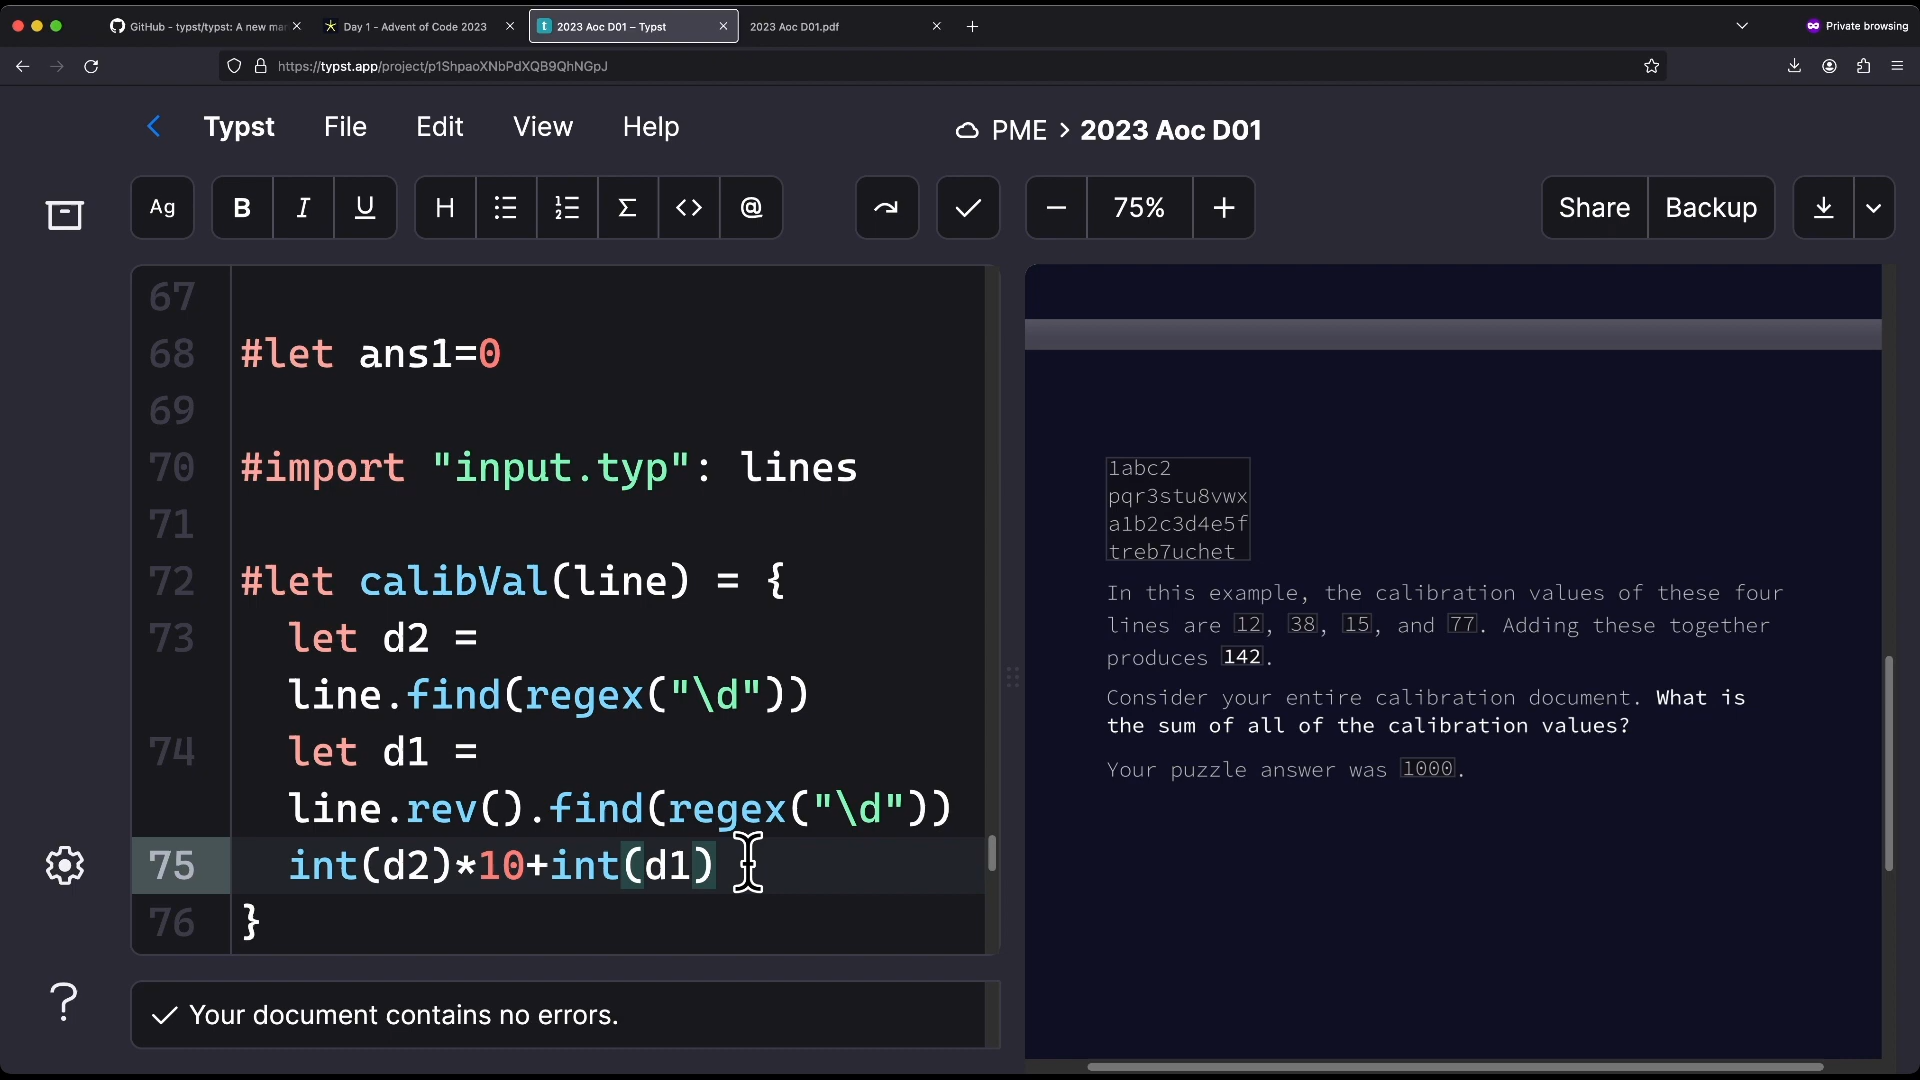 GitHub - typst/typst: A new mar
Day 1 - Advent of Code 2023
2023 Aoc D01 – Typst
2023 Aoc D01.pdf
Private browsing
https://typst.app/project/p1ShpaoXNbPdXQB9QhNGpJ
Typst File Edit View Help
PME > 2023 Aoc D01
Ag B I U H Σ <> @
75%
Share Backup
67
68 #let ans1=0
69
70 #import "input.typ": lines
71
72 #let calibVal(line) = {
73 let d2 =
line.find(regex("\d"))
74 let d1 =
line.rev().find(regex("\d"))
75 int(d2)*10+int(d1)
76 }
Your document contains no errors.
1abc2
pqr3stu8vwx
a1b2c3d4e5f
treb7uchet
In this example, the calibration values of these four
lines are 12, 38, 15, and 77. Adding these together
produces 142.
Consider your entire calibration document. What is
the sum of all of the calibration values?
Your puzzle answer was 1000.